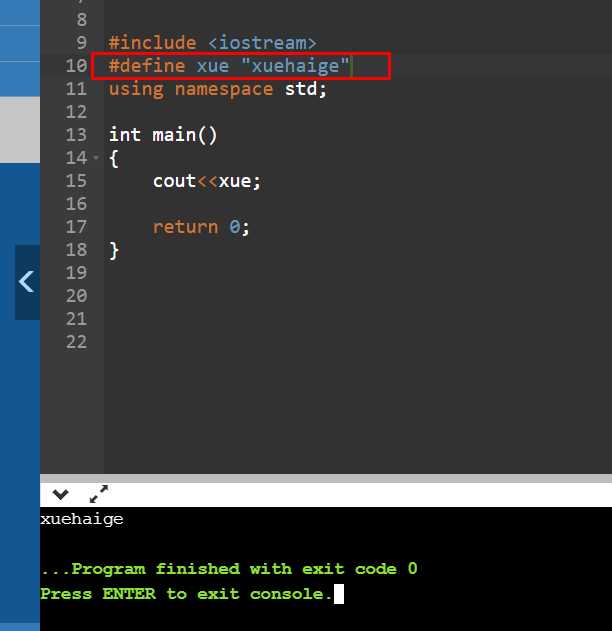 8
9 #include <iostream>
10 #define xue "xuehaige"
11 using namespace std;
12
13 int main()
14 {
15 cout<<xue;
16
17 return 0;
18 }
19
20
21
22
xuehaige
...Program finished with exit code 0
Press ENTER to exit console.